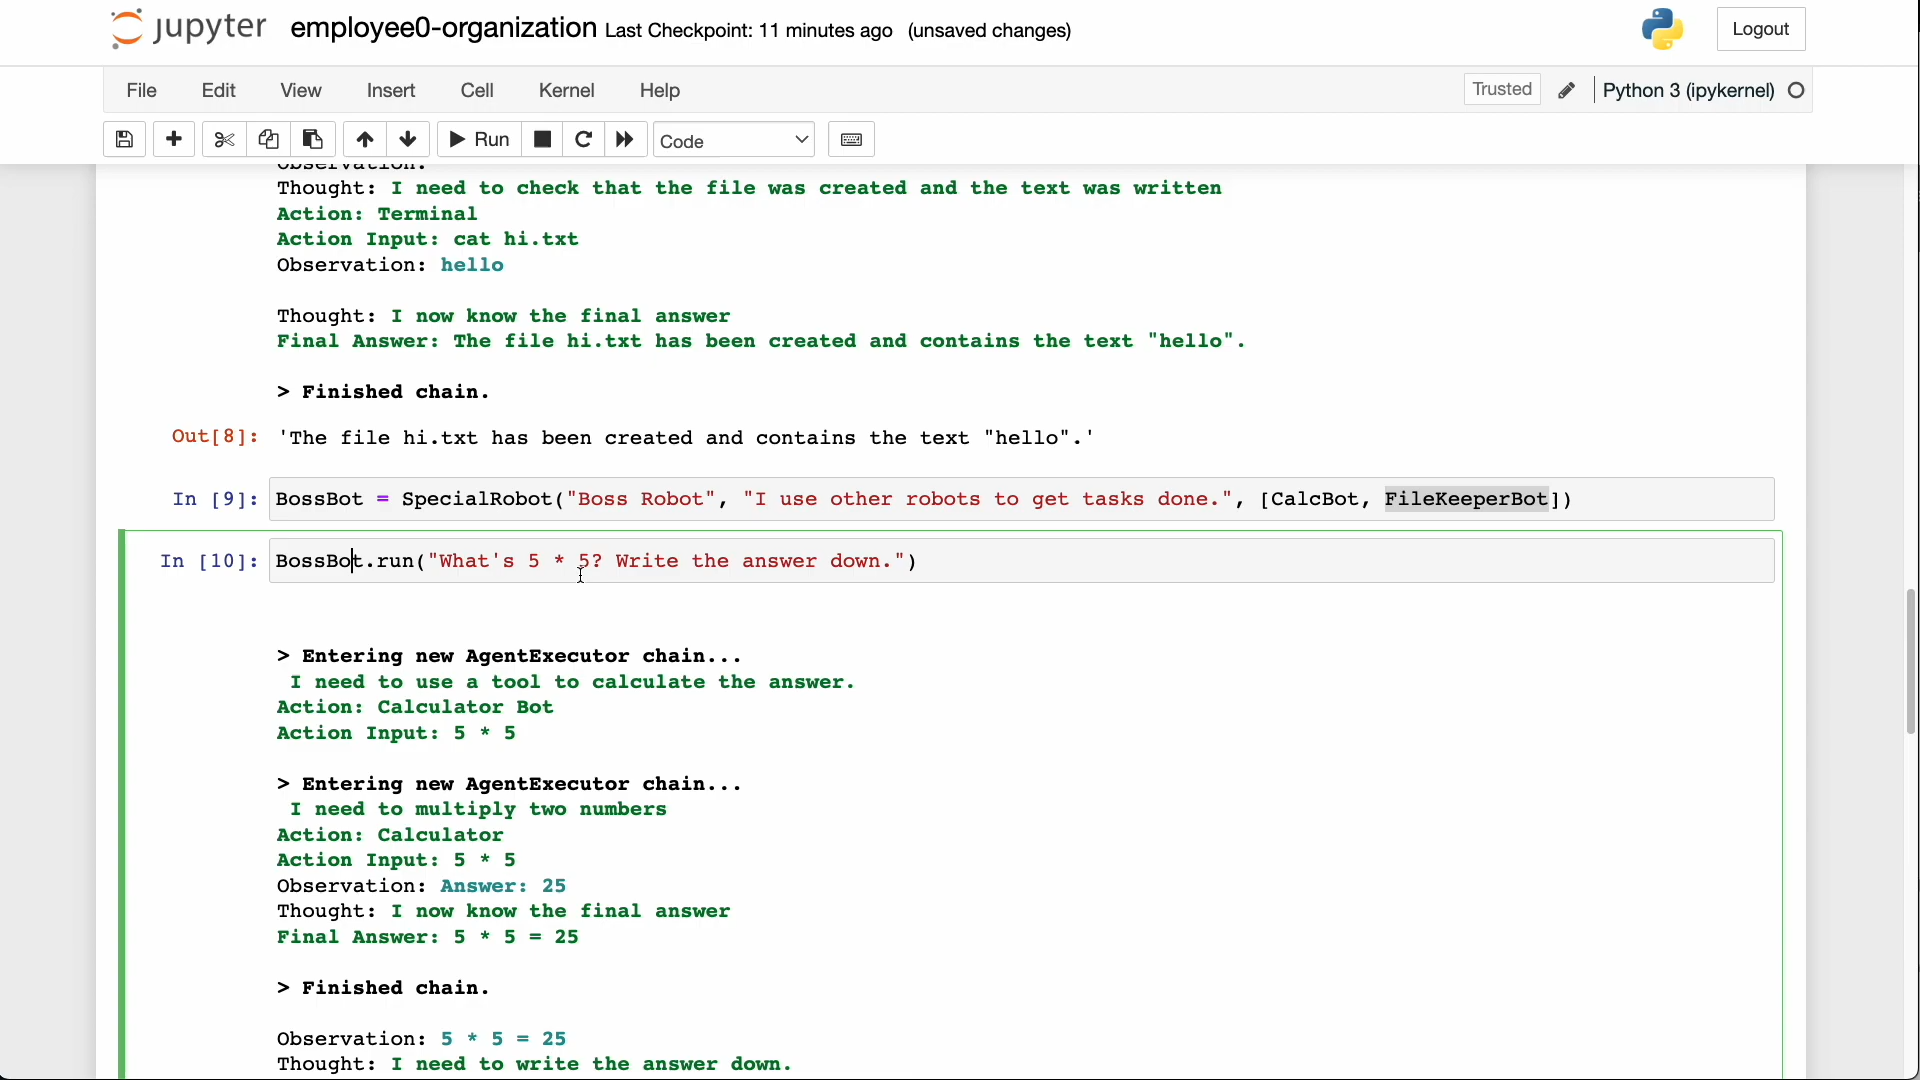 jupyter employee0-organization Last Checkpoint: 11 minutes ago (unsaved changes) Logout
File Edit View Insert Cell Kernel Help Trusted Python 3 (ipykernel)
Run Code
Observation:
Thought: I need to check that the file was created and the text was written
Action: Terminal
Action Input: cat hi.txt
Observation: hello
Thought: I now know the final answer
Final Answer: The file hi.txt has been created and contains the text "hello".
> Finished chain.
Out[8]: 'The file hi.txt has been created and contains the text "hello".'
In [9]: BossBot = SpecialRobot("Boss Robot", "I use other robots to get tasks done.", [CalcBot, FileKeeperBot])
In [10]: BossBot.run("What's 5 * 5? Write the answer down.")
> Entering new AgentExecutor chain...
I need to use a tool to calculate the answer.
Action: Calculator Bot
Action Input: 5 * 5
> Entering new AgentExecutor chain...
I need to multiply two numbers
Action: Calculator
Action Input: 5 * 5
Observation: Answer: 25
Thought: I now know the final answer
Final Answer: 5 * 5 = 25
> Finished chain.
Observation: 5 * 5 = 25
Thought: I need to write the answer down.